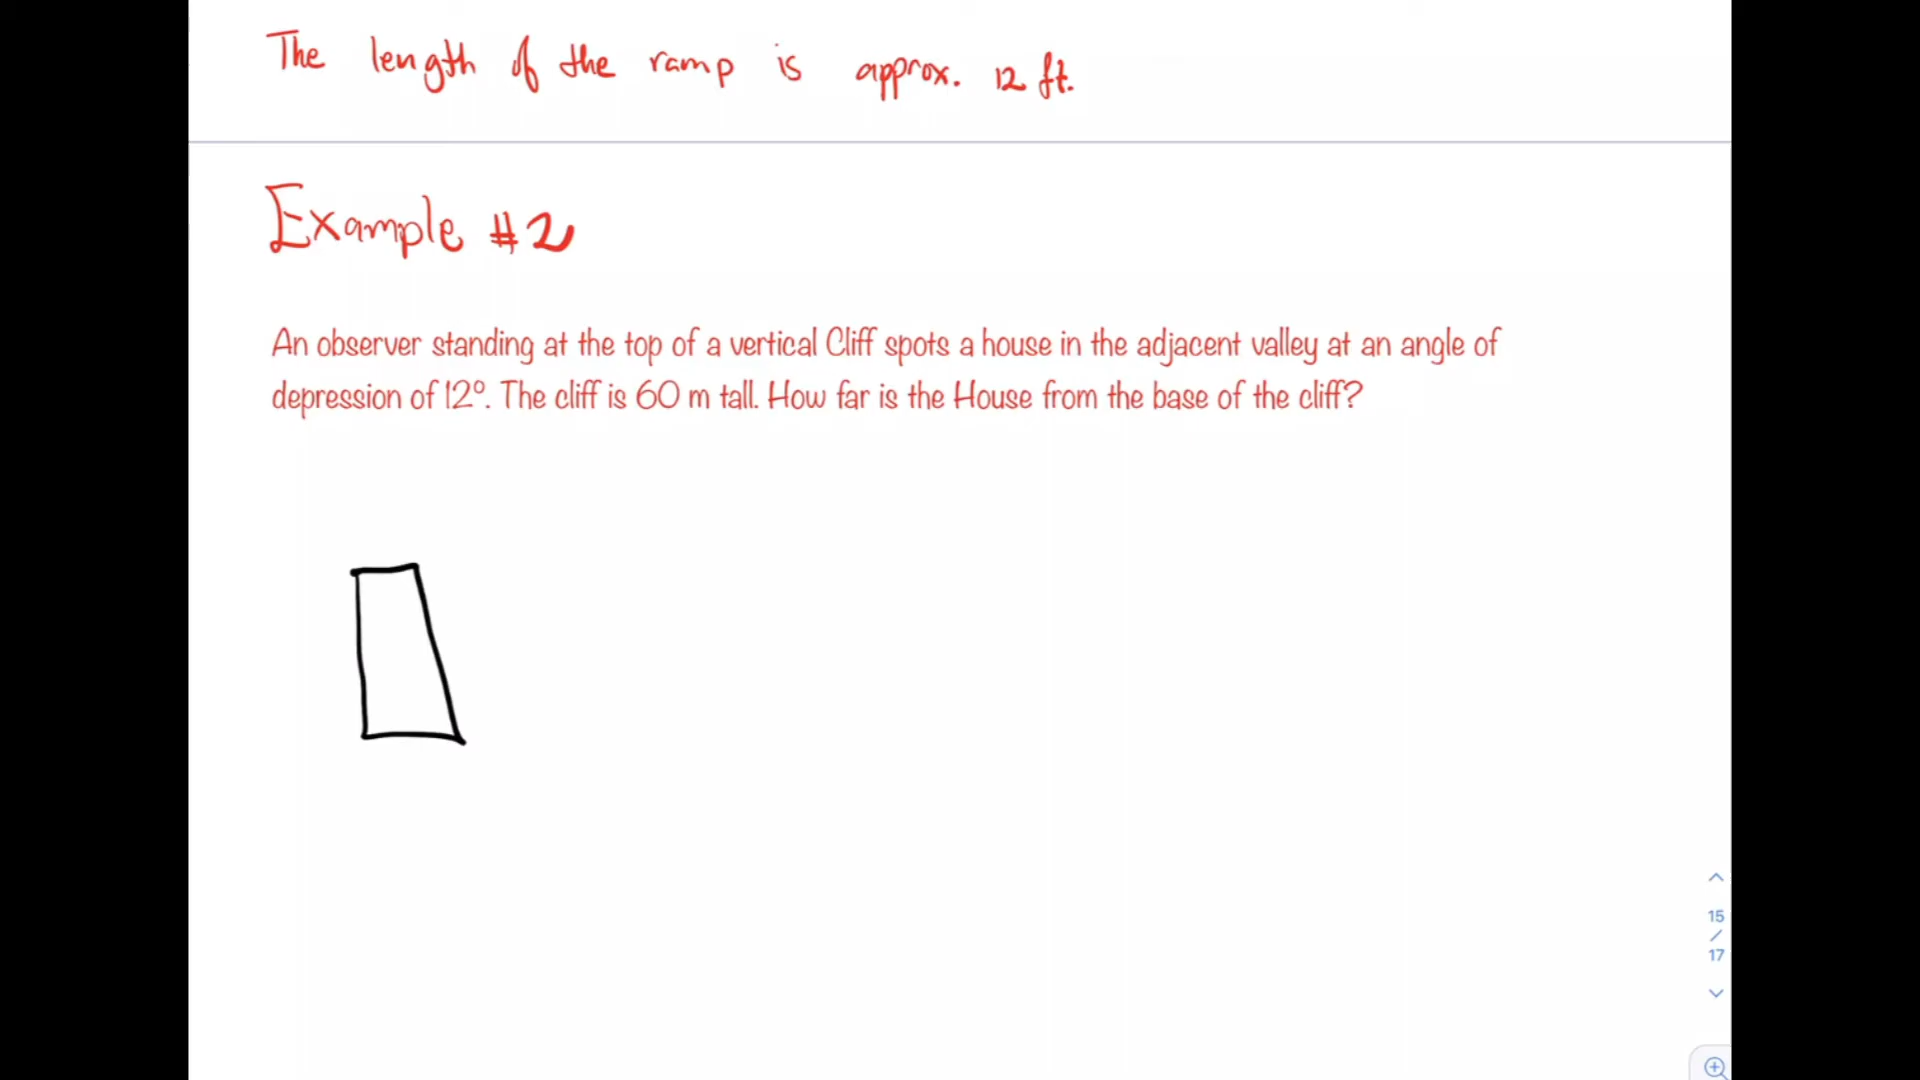 The length of the ramp is approx. 12 ft.
Example #2
An observer standing at the top of a vertical Cliff spots a house in the adjacent valley at an angle of
depression of 12º. The cliff is 60 m tall. How far is the House from the base of the cliff?
15
/
17